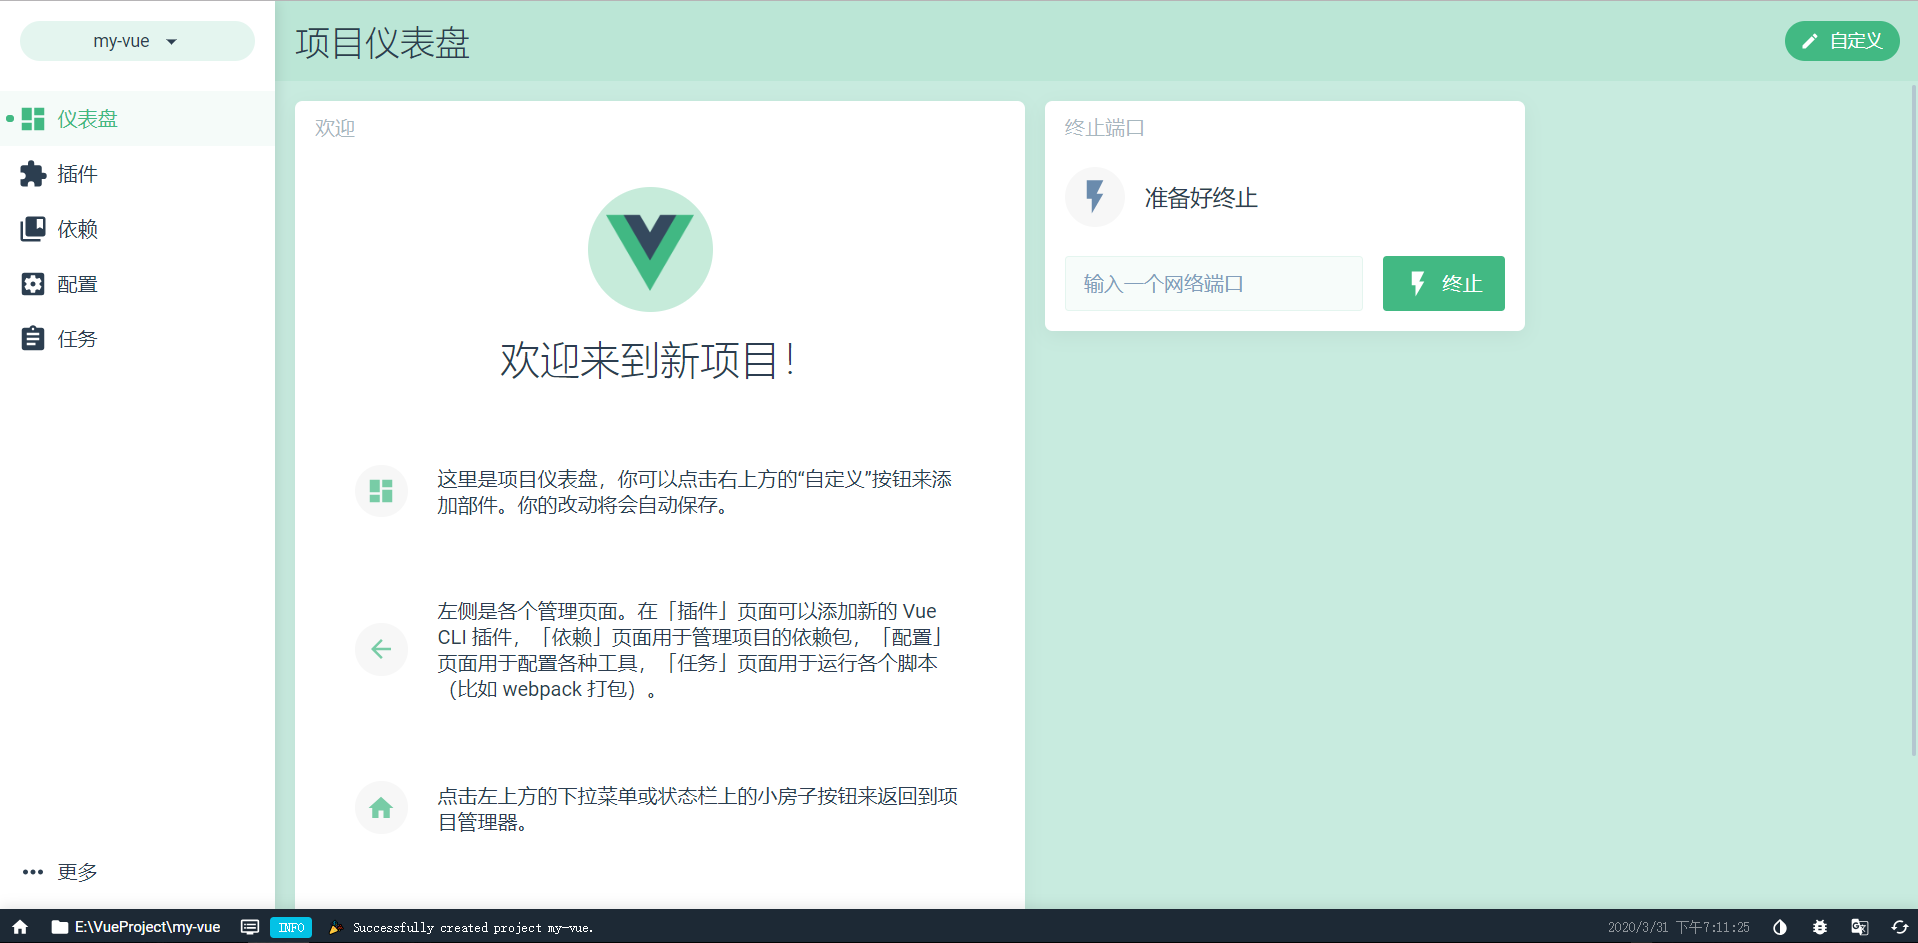 my-vue
项目仪表盘
自定义
仪表盘
插件
依赖
配置
任务
更多
欢迎
欢迎来到新项目！
这里是项目仪表盘，你可以点击右上方的“自定义”按钮来添
加部件。你的改动将会自动保存。
左侧是各个管理页面。在「插件」页面可以添加新的 Vue
CLI 插件，「依赖」页面用于管理项目的依赖包，「配置」
页面用于配置各种工具，「任务」页面用于运行各个脚本
（比如 webpack 打包）。
点击左上方的下拉菜单或状态栏上的小房子按钮来返回到项
目管理器。
终止端口
准备好终止
输入一个网络端口
终止
E:\VueProject\my-vue
INFO
Successfully created project my-vue.
2020/3/31 下午7:11:25